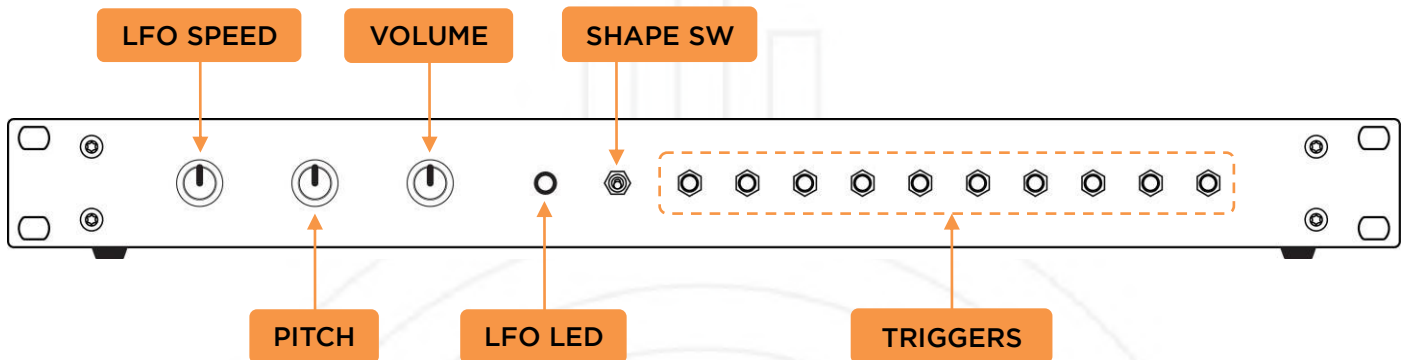 LFO SPEED
VOLUME
SHAPE SW
PITCH
LFO LED
TRIGGERS